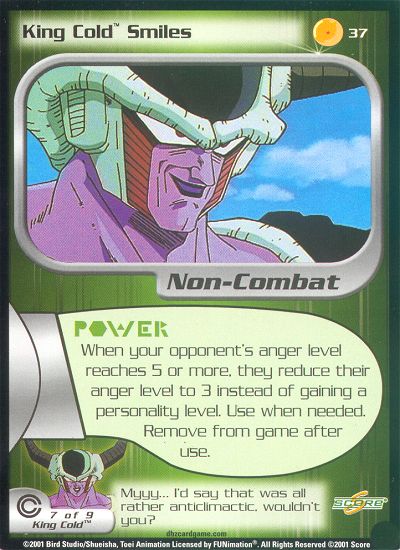 King Cold™ Smiles
37
Non-Combat
POWER
When your opponent's anger level
reaches 5 or more, they reduce their
anger level to 3 instead of gaining a
personality level. Use when needed.
Remove from game after
use.
C
7 of 9
King Cold™
Myyy... I'd say that was all
rather anticlimactic, wouldn't
you?
SCORE
dbzcardgame.com
©2001 Bird Studio/Shueisha, Toei Animation Licensed by FUNimation®. All Rights Reserved ©2001 Score